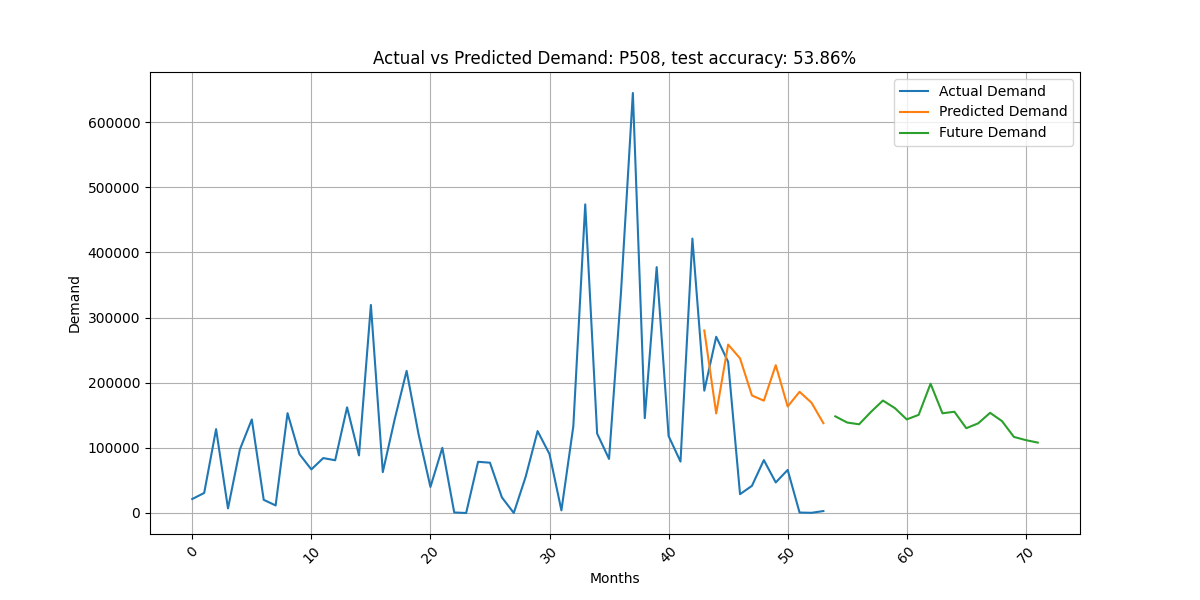 Actual vs Predicted Demand: P508, test accuracy: 53.86%
Actual Demand
Predicted Demand
Future Demand
600000
500000
400000
300000
200000
100000
0
Demand
0
10
20
30
40
50
60
70
Months